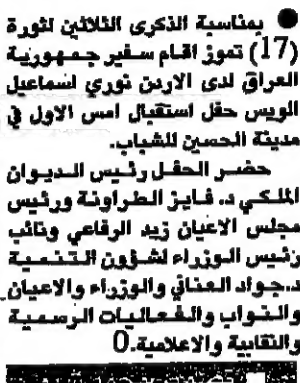 ● بمناسبة الذكرى الثلاثين لثورة
(17) تموز اقام سفير جمهورية
العراق لدى الاردن نوري اسماعيل
الويس حفل استقبال امس الاول في
مدينة الحسين للشباب.
حضر الحفل رئيس الديوان
الملكي د. فايز الطراونة ورئيس
مجلس الاعيان زيد الرفاعي ونائب
رئيس الوزراء لشؤون التنمية
د.جواد العناني والوزراء والاعيان
والنواب والفعاليات الرسمية
والنقابية والاعلامية.O